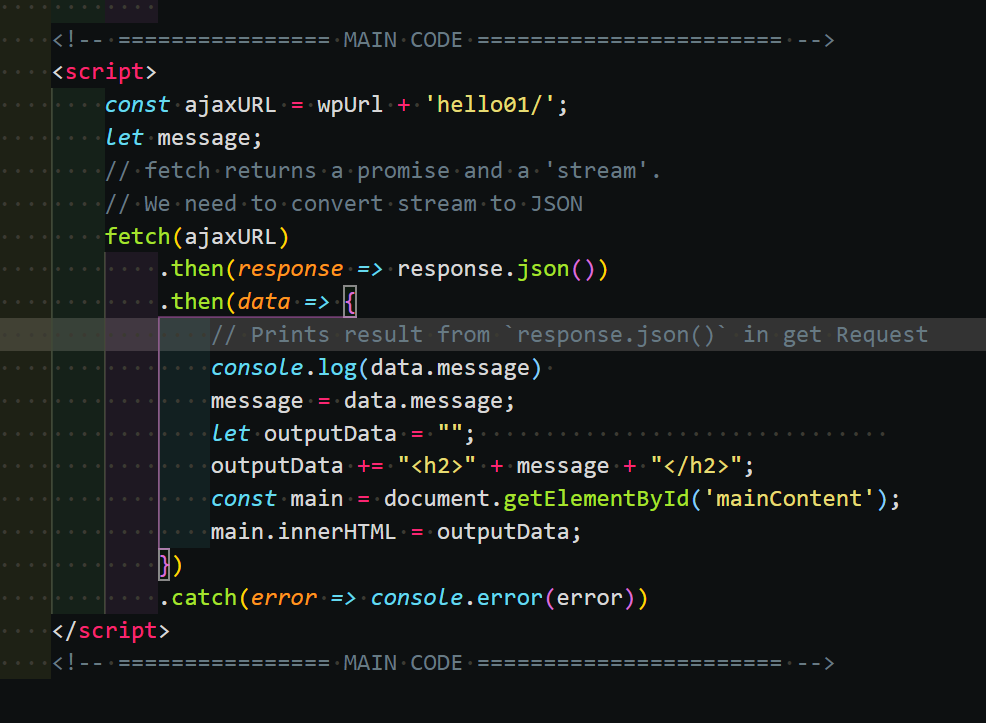 <!-- ================ MAIN CODE ======================= -->
<script>
const ajaxURL = wpUrl + 'hello01/';
let message;
// fetch returns a promise and a 'stream'.
// We need to convert stream to JSON
fetch(ajaxURL)
.then(response => response.json())
.then(data => {
// Prints result from `response.json()` in get Request
console.log(data.message)
message = data.message;
let outputData = "";
outputData += "<h2>" + message + "</h2>";
const main = document.getElementById('mainContent');
main.innerHTML = outputData;
})
.catch(error => console.error(error))
</script>
<!-- ================ MAIN CODE ======================= -->